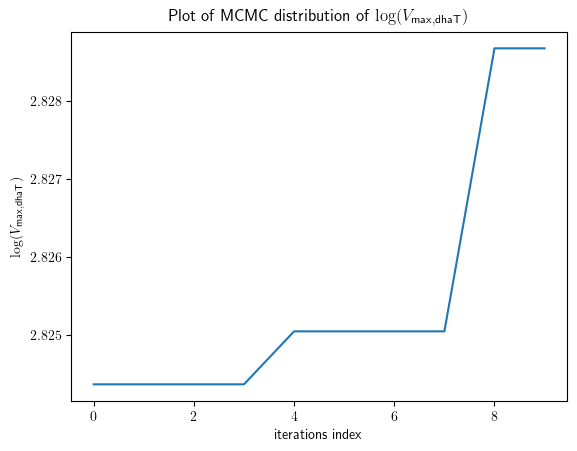 Plot of MCMC distribution of log(V_max,dhaT)
log(V_max,dhaT)
2.828
2.827
2.826
2.825
0 2 4 6 8
iterations index